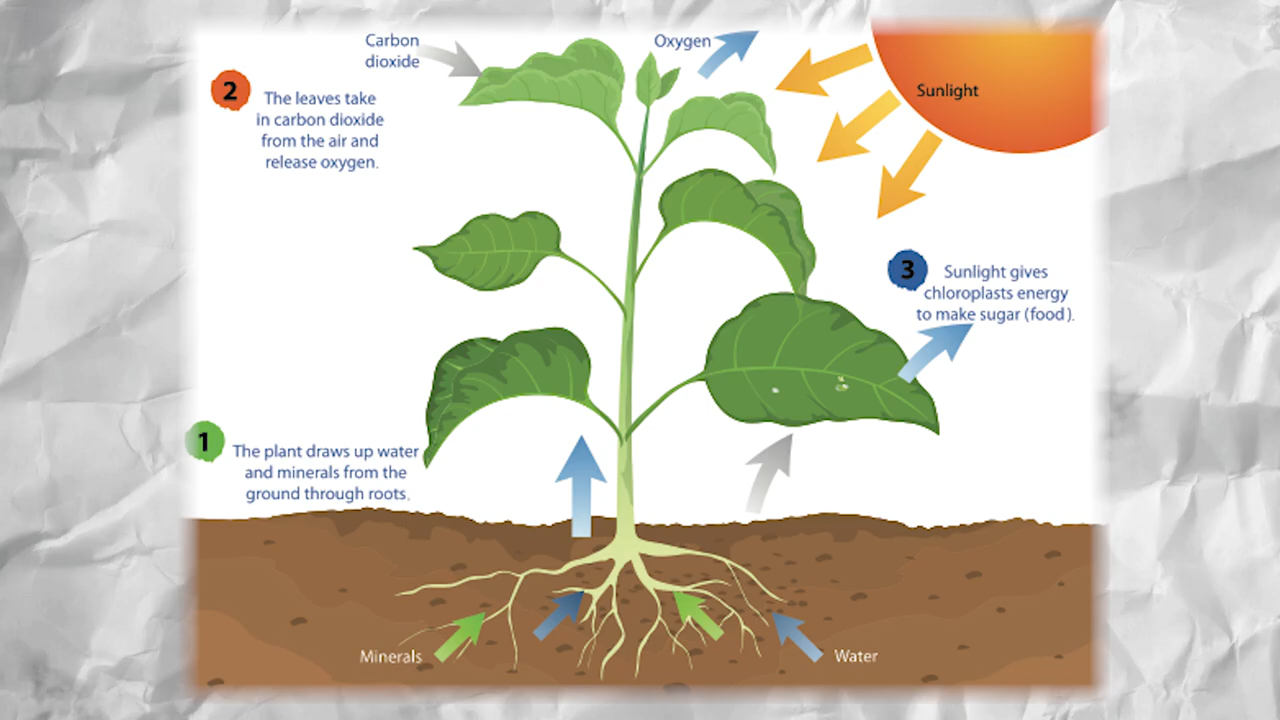 Carbon
dioxide
Oxygen
Sunlight
2
The leaves take
in carbon dioxide
from the air and
release oxygen.
3
Sunlight gives
chloroplasts energy
to make sugar (food).
1
The plant draws up water
and minerals from the
ground through roots.
Minerals
Water